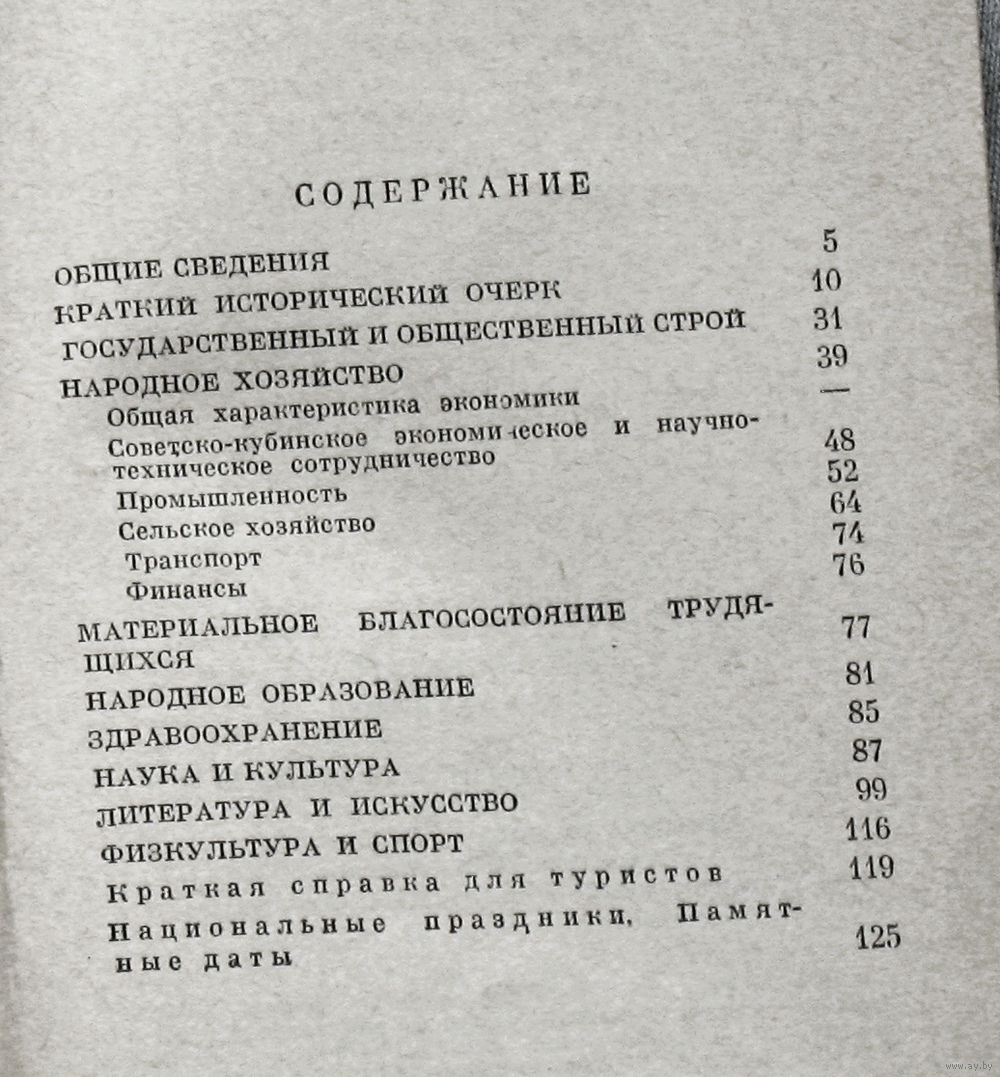 СОДЕРЖАНИЕ
ОБЩИЕ СВЕДЕНИЯ 5
КРАТКИЙ ИСТОРИЧЕСКИЙ ОЧЕРК 10
ГОСУДАРСТВЕННЫЙ И ОБЩЕСТВЕННЫЙ СТРОЙ 31
НАРОДНОЕ ХОЗЯЙСТВО 39
Общая характеристика экономики —
Советско-кубинское экономическое и научно-
техническое сотрудничество 48
Промышленность 52
Сельское хозяйство 64
Транспорт 74
Финансы 76
МАТЕРИАЛЬНОЕ БЛАГОСОСТОЯНИЕ ТРУДЯ-
ЩИХСЯ 77
НАРОДНОЕ ОБРАЗОВАНИЕ 81
ЗДРАВООХРАНЕНИЕ 85
НАУКА И КУЛЬТУРА 87
ЛИТЕРАТУРА И ИСКУССТВО 99
ФИЗКУЛЬТУРА И СПОРТ 116
Краткая справка для туристов 119
Национальные праздники. Памят-
ные даты 125
www.ay.by